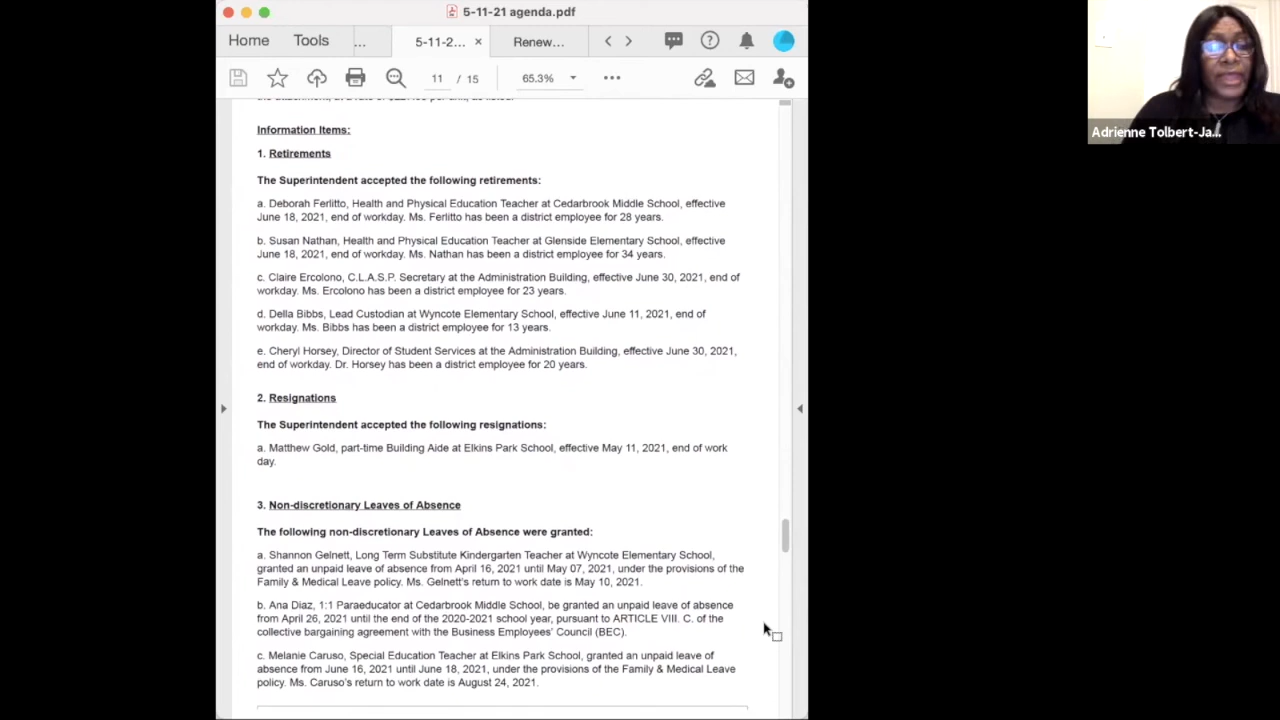 5-11-21 agenda.pdf
Home Tools ... 5-11-2... × Renew...
11 / 15 65.3%
Information Items:
1. Retirements
The Superintendent accepted the following retirements:
a. Deborah Ferlitto, Health and Physical Education Teacher at Cedarbrook Middle School, effective
June 18, 2021, end of workday. Ms. Ferlitto has been a district employee for 28 years.
b. Susan Nathan, Health and Physical Education Teacher at Glenside Elementary School, effective
June 18, 2021, end of workday. Ms. Nathan has been a district employee for 34 years.
c. Claire Ercolono, C.L.A.S.P. Secretary at the Administration Building, effective June 30, 2021, end of
workday. Ms. Ercolono has been a district employee for 23 years.
d. Della Bibbs, Lead Custodian at Wyncote Elementary School, effective June 11, 2021, end of
workday. Ms. Bibbs has been a district employee for 13 years.
e. Cheryl Horsey, Director of Student Services at the Administration Building, effective June 30, 2021,
end of workday. Dr. Horsey has been a district employee for 20 years.
2. Resignations
The Superintendent accepted the following resignations:
a. Matthew Gold, part-time Building Aide at Elkins Park School, effective May 11, 2021, end of work
day.
3. Non-discretionary Leaves of Absence
The following non-discretionary Leaves of Absence were granted:
a. Shannon Gelnett, Long Term Substitute Kindergarten Teacher at Wyncote Elementary School,
granted an unpaid leave of absence from April 16, 2021 until May 07, 2021, under the provisions of the
Family & Medical Leave policy. Ms. Gelnett's return to work date is May 10, 2021.
b. Ana Diaz, 1:1 Paraeducator at Cedarbrook Middle School, be granted an unpaid leave of absence
from April 26, 2021 until the end of the 2020-2021 school year, pursuant to ARTICLE VIII. C. of the
collective bargaining agreement with the Business Employees' Council (BEC).
c. Melanie Caruso, Special Education Teacher at Elkins Park School, granted an unpaid leave of
absence from June 16, 2021 until June 18, 2021, under the provisions of the Family & Medical Leave
policy. Ms. Caruso's return to work date is August 24, 2021.
Adrienne Tolbert-Ja...